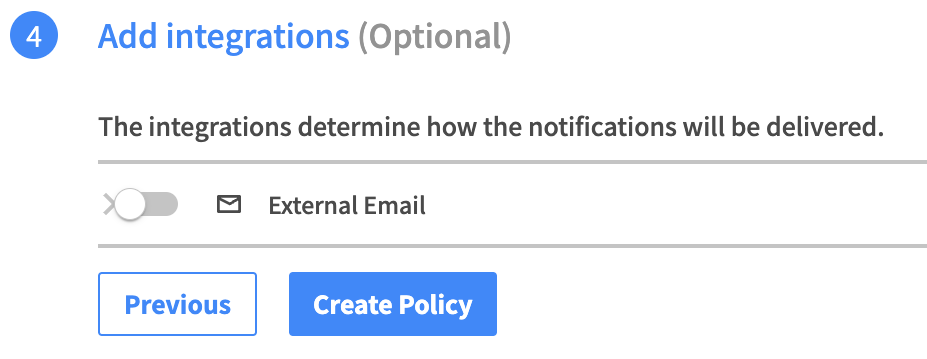 4 Add integrations (Optional)
The integrations determine how the notifications will be delivered.
External Email
Previous Create Policy